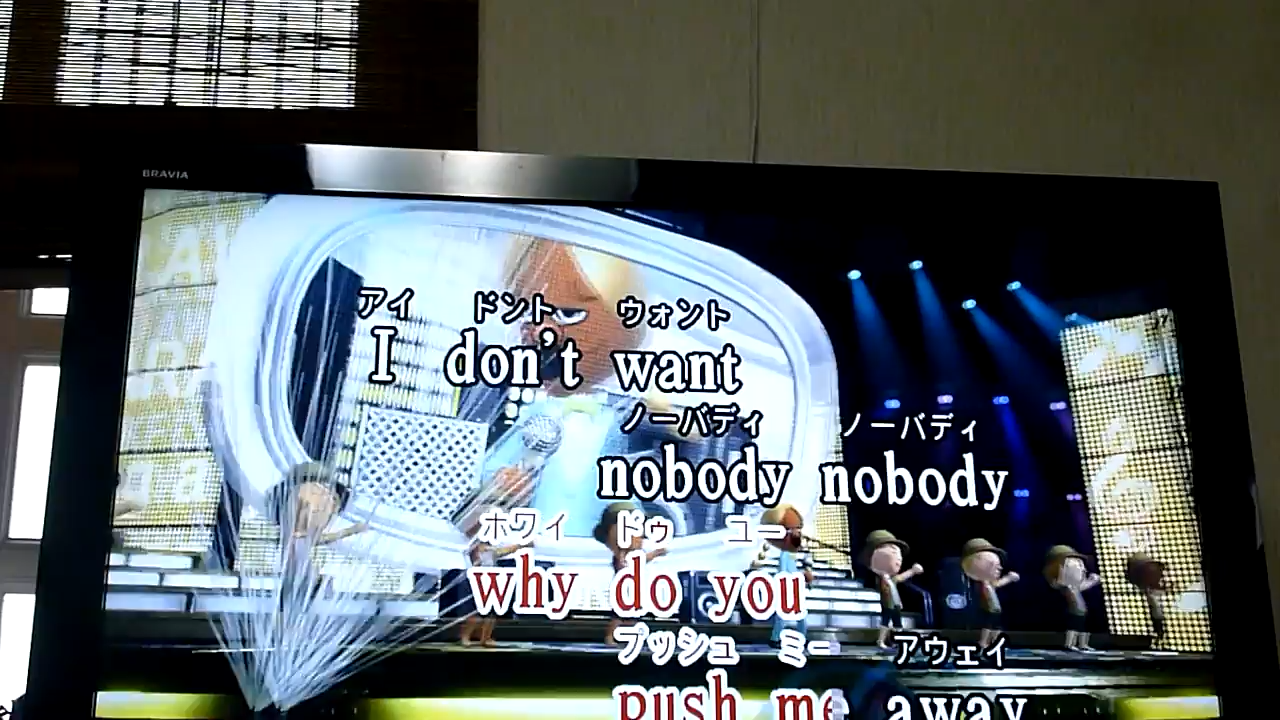 BRAVIA
アイ ドント ウォント
I don't want
ノーバディ ノーバディ
nobody nobody
ホワイ ドゥ ユー
why do you
プッシュ ミー アウェイ
push me away